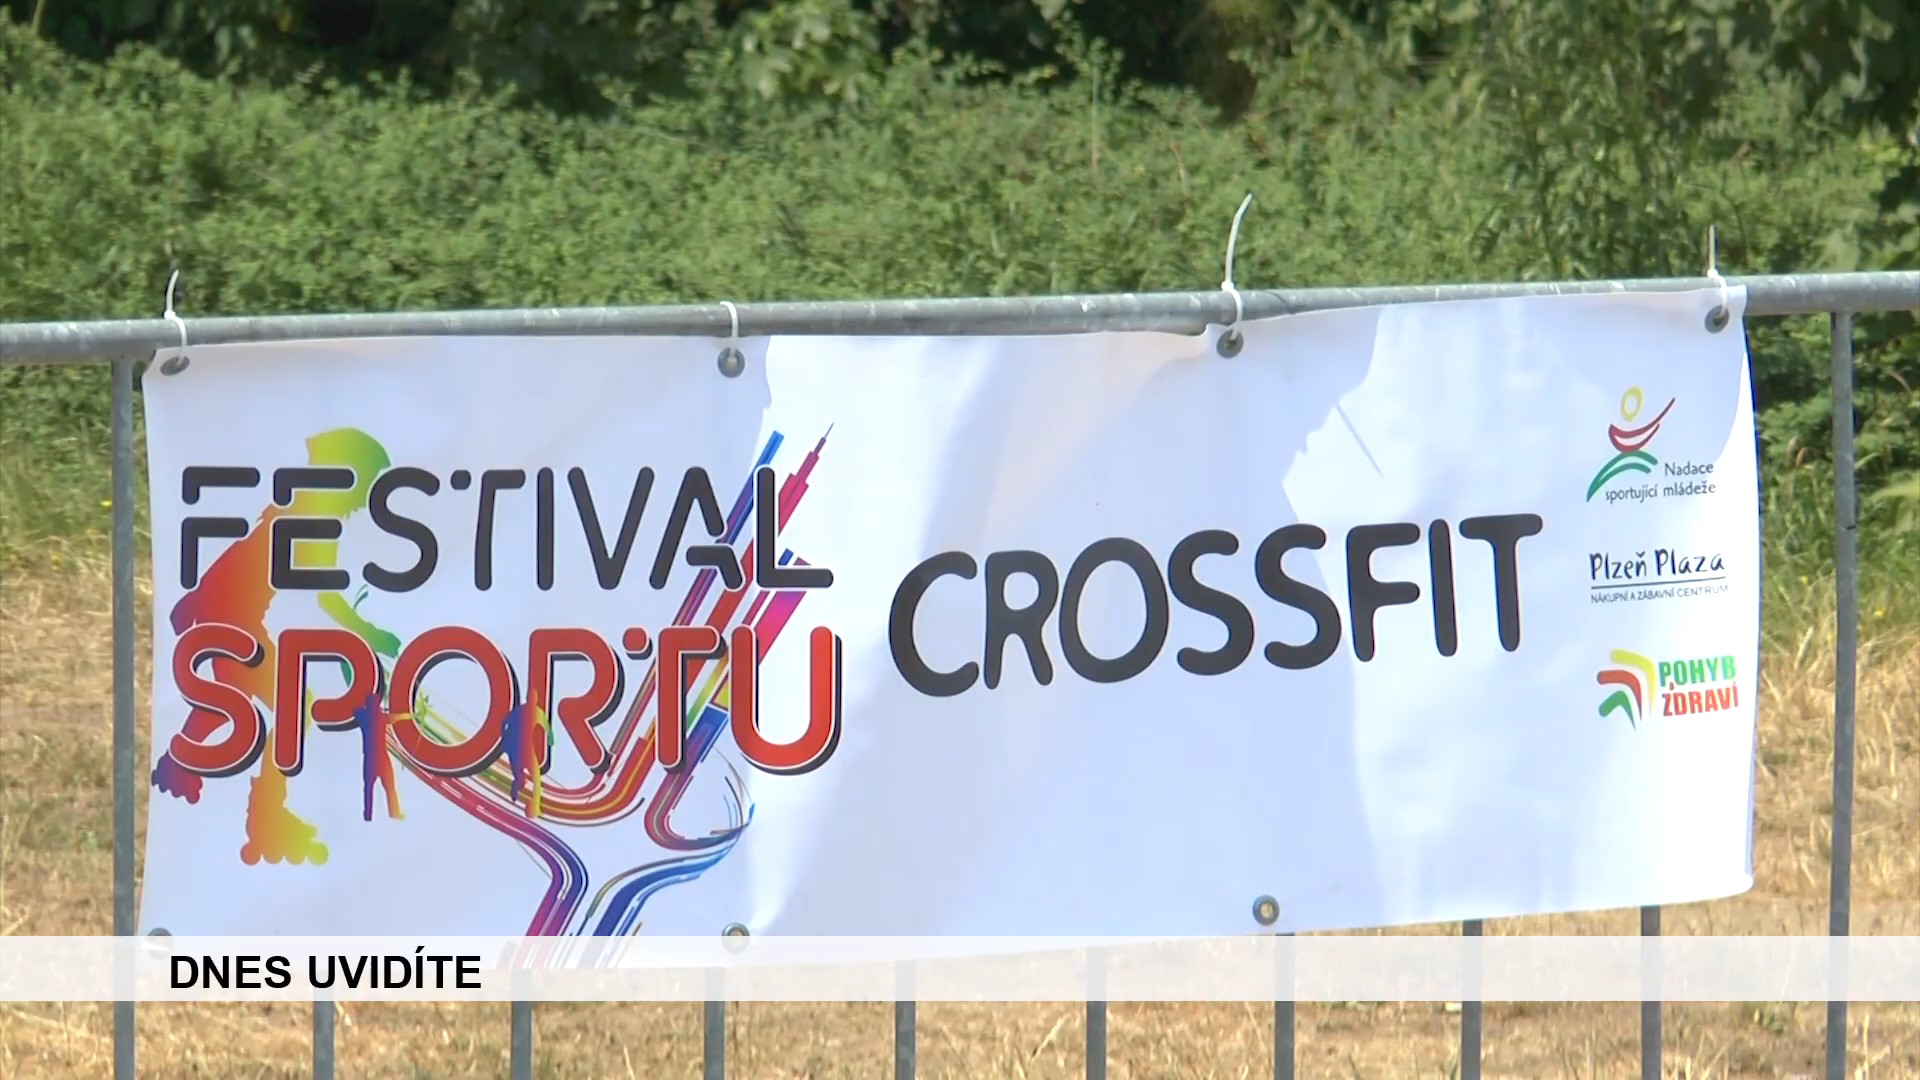 FESTIVAL
SPORTU
CROSSFIT
Nadace
sportující mládeže
Plzeň Plaza
NÁKUPNÍ A ZÁBAVNÍ CENTRUM
POHYB
ZDRAVÍ
DNES UVIDÍTE